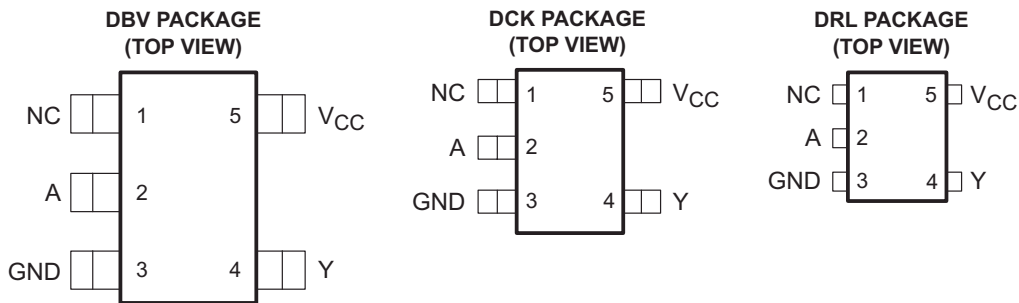 DBV PACKAGE
(TOP VIEW)
NC 1 5 VCC
A 2
GND 3 4 Y
DCK PACKAGE
(TOP VIEW)
NC 1 5 VCC
A 2
GND 3 4 Y
DRL PACKAGE
(TOP VIEW)
NC 1 5 VCC
A 2
GND 3 4 Y